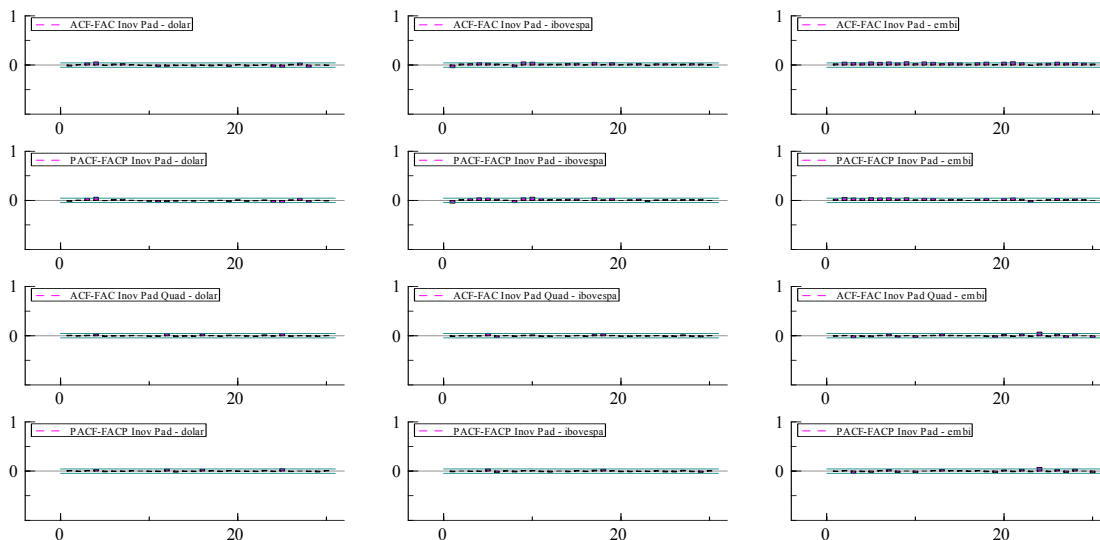 1 ACF-FAC Inov Pad - dolar 1 ACF-FAC Inov Pad - ibovespa 1 ACF-FAC Inov Pad - embi
0 0 0
0 20 0 20 0 20
1 PACF-FACP Inov Pad - dolar 1 PACF-FACP Inov Pad - ibovespa 1 PACF-FACP Inov Pad - embi
0 0 0
0 20 0 20 0 20
1 ACF-FAC Inov Pad Quad - dolar 1 ACF-FAC Inov Pad Quad - ibovespa 1 ACF-FAC Inov Pad Quad - embi
0 0 0
0 20 0 20 0 20
1 PACF-FACP Inov Pad - dolar 1 PACF-FACP Inov Pad - ibovespa 1 PACF-FACP Inov Pad - embi
0 0 0
0 20 0 20 0 20